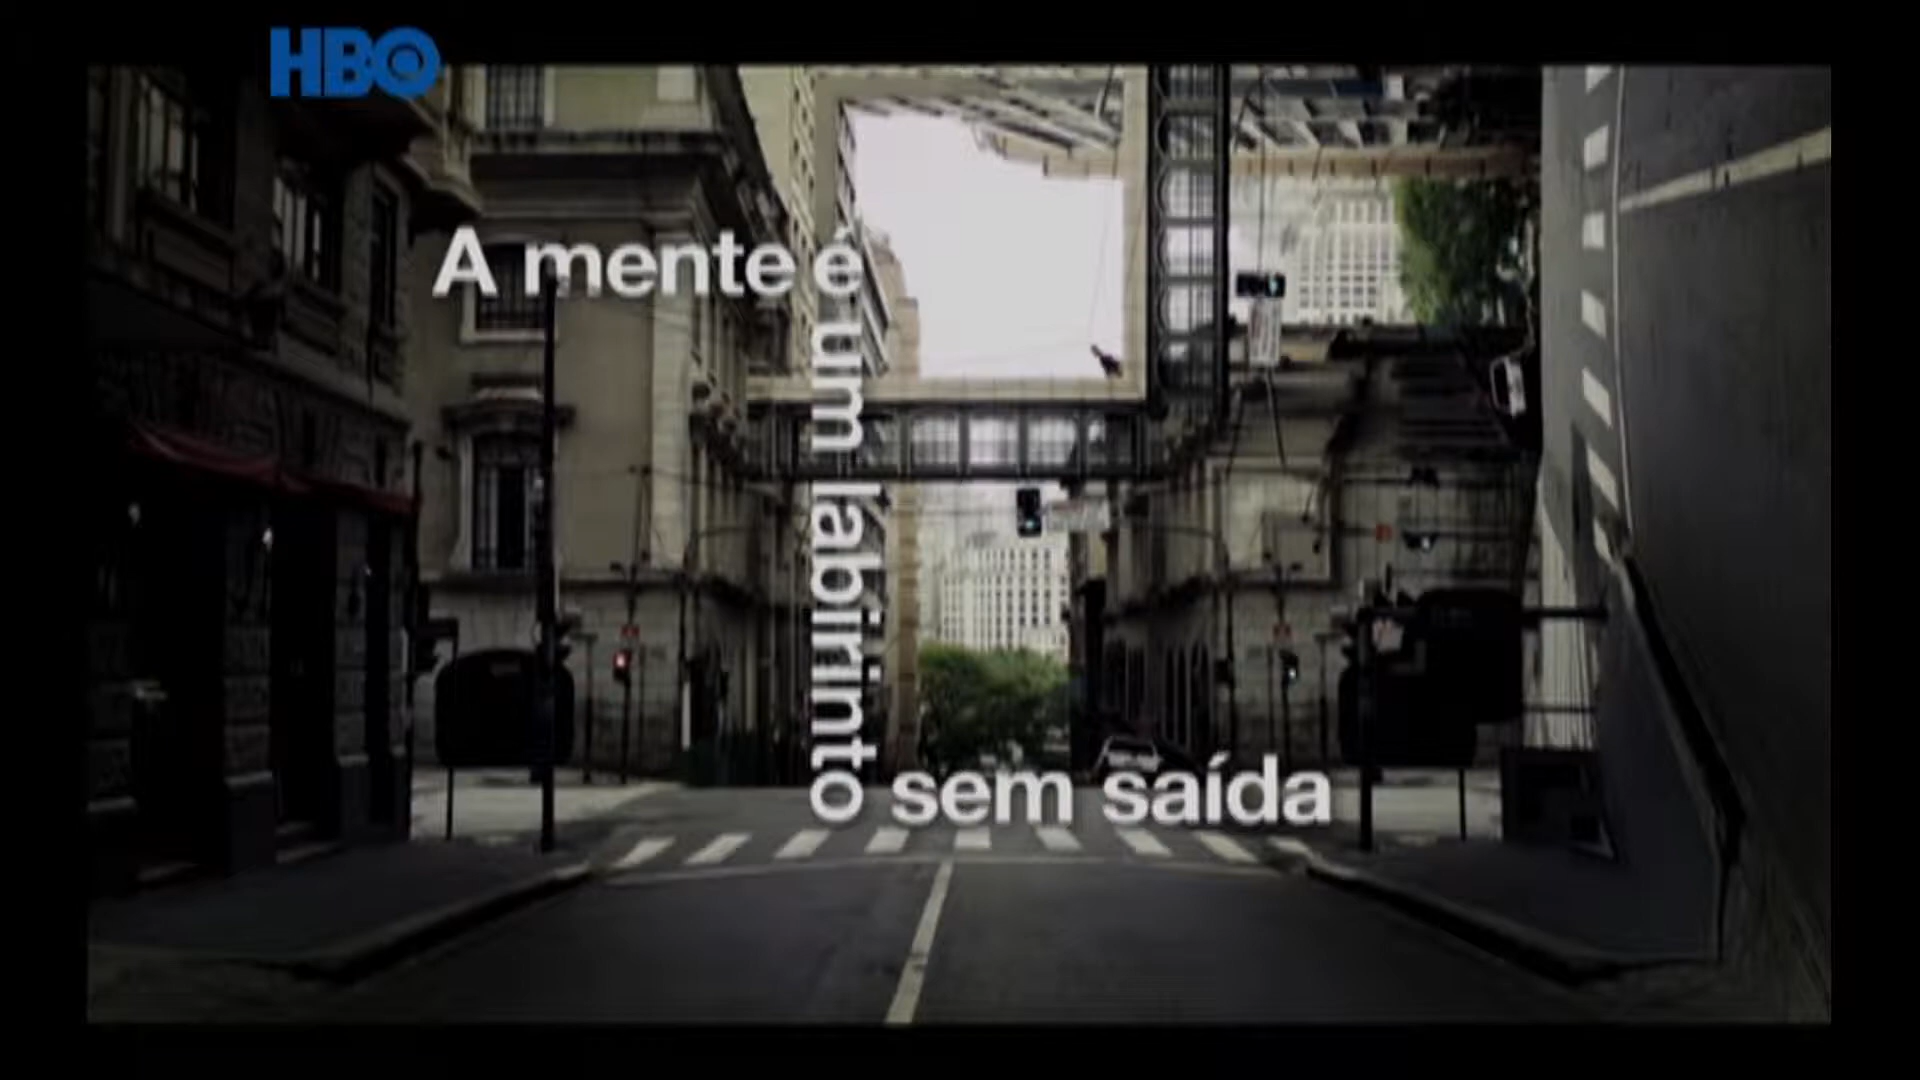 HBO
A mente é
um labirinto
sem saída